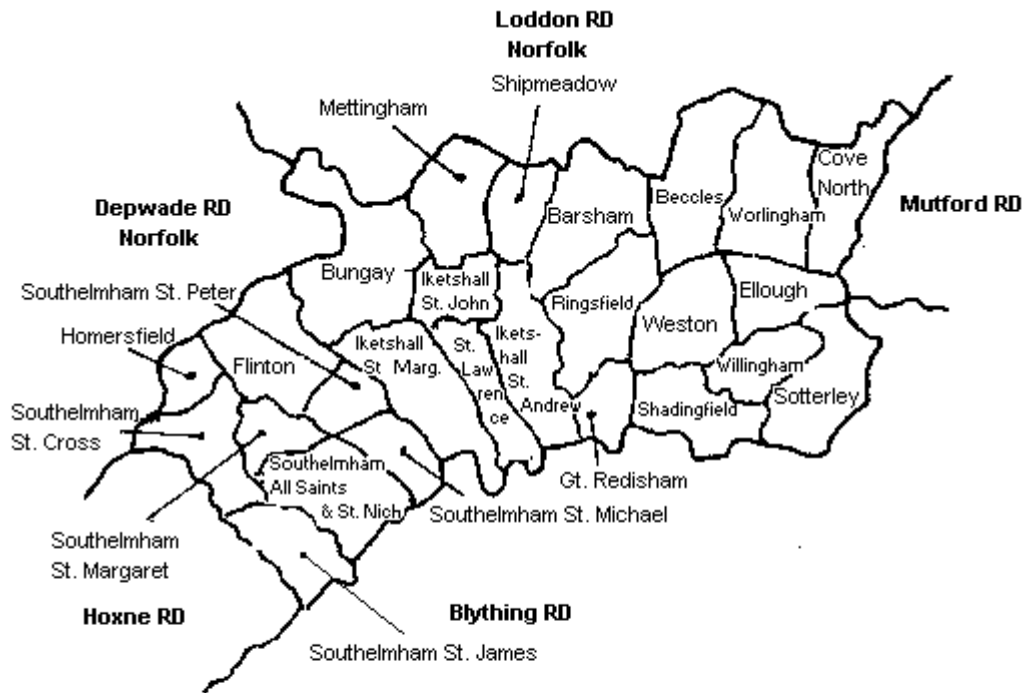 Loddon RD
Norfolk
Shipmeadow
Mettingham
Cove
North
Beccles
Worlingham
Barsham
Mutford RD
Depwade RD
Norfolk
Bungay
Iketshall
St. John
Ringsfield
Ellough
Southelmham St. Peter
Weston
Homersfield
Flinton
Iketshall
St Marg.
St.
Law
ren
ce
Ikets-
hall
St.
Andrew
Willingham
Sotterley
Shadingfield
Southelmham
St. Cross
Southelmham
All Saints
& St. Nich.
Gt. Redisham
Southelmham St. Michael
Southelmham
St. Margaret
Hoxne RD
Blything RD
Southelmham St. James